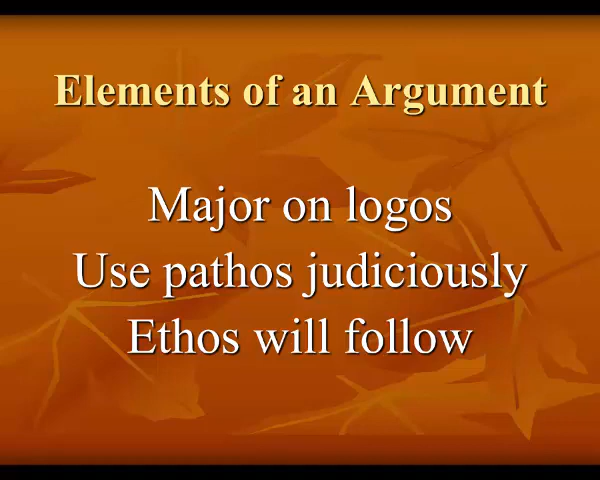 Elements of an Argument
Major on logos
Use pathos judiciously
Ethos will follow